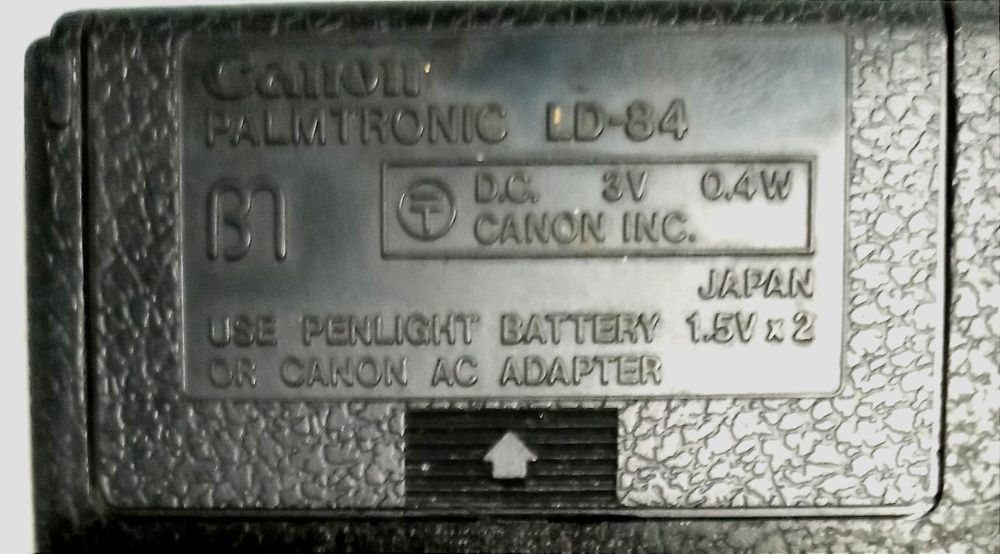 Canon
PALMTRONIC LD-84
D.C. 3V 0.4W
CANON INC.
JAPAN
USE PENLIGHT BATTERY 1.5V x 2
OR CANON AC ADAPTER